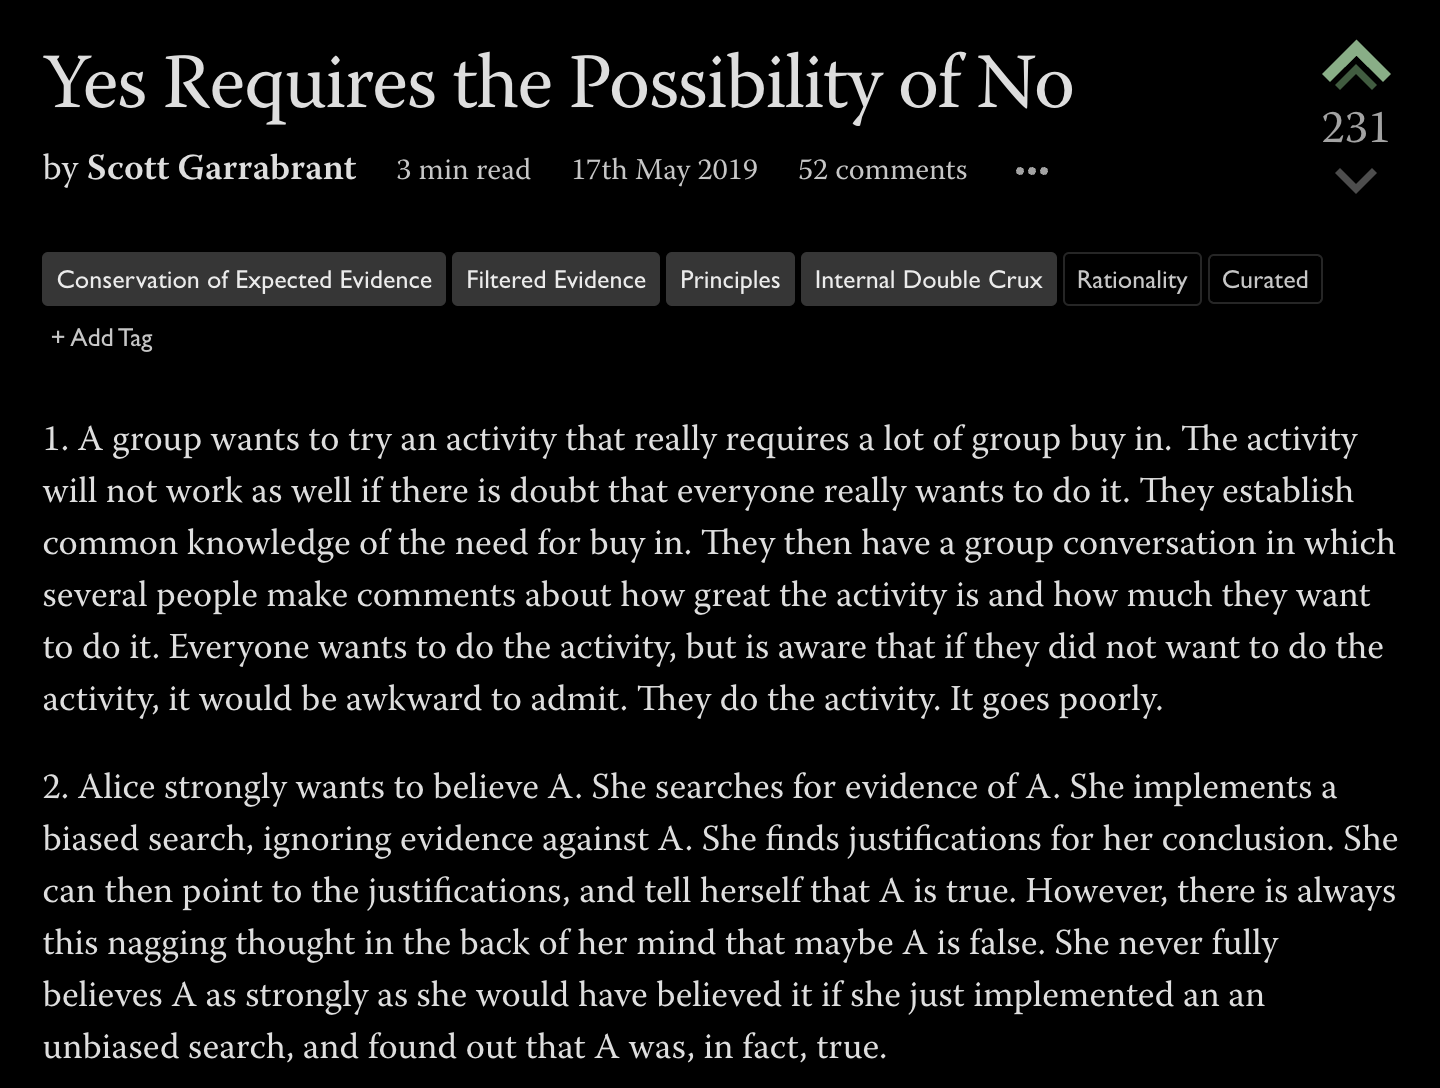 Yes Requires the Possibility of No
231
by Scott Garrabrant 3 min read 17th May 2019 52 comments •••
Conservation of Expected Evidence Filtered Evidence Principles Internal Double Crux Rationality Curated
+ Add Tag
1. A group wants to try an activity that really requires a lot of group buy in. The activity
will not work as well if there is doubt that everyone really wants to do it. They establish
common knowledge of the need for buy in. They then have a group conversation in which
several people make comments about how great the activity is and how much they want
to do it. Everyone wants to do the activity, but is aware that if they did not want to do the
activity, it would be awkward to admit. They do the activity. It goes poorly.
2. Alice strongly wants to believe A. She searches for evidence of A. She implements a
biased search, ignoring evidence against A. She finds justifications for her conclusion. She
can then point to the justifications, and tell herself that A is true. However, there is always
this nagging thought in the back of her mind that maybe A is false. She never fully
believes A as strongly as she would have believed it if she just implemented an an
unbiased search, and found out that A was, in fact, true.